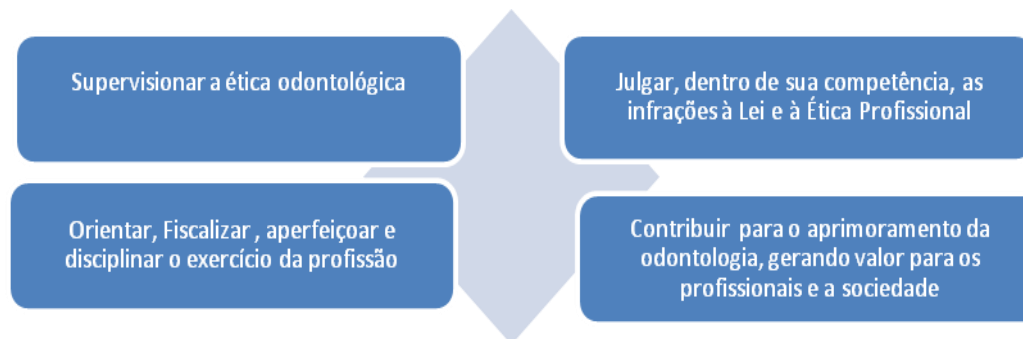 Supervisionar a ética odontológica
Julgar, dentro de sua competência, as
infrações à Lei e à Ética Profissional
Orientar, Fiscalizar , aperfeiçoar e
disciplinar o exercício da profissão
Contribuir para o aprimoramento da
odontologia, gerando valor para os
profissionais e a sociedade